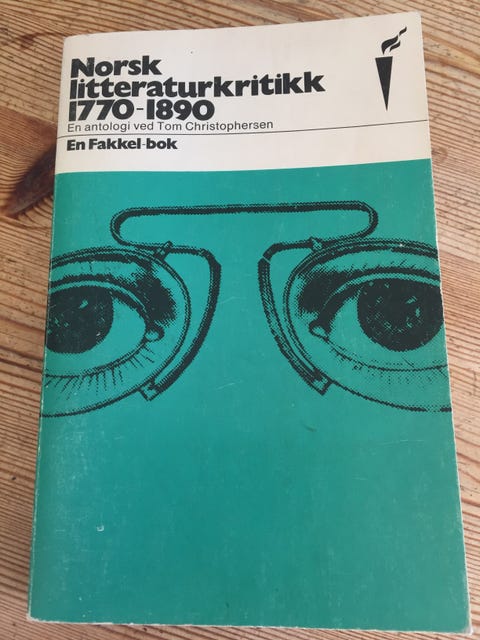 Norsk
litteraturkritikk
1770-1890
En antologi ved Tom Christophersen
En Fakkel-bok